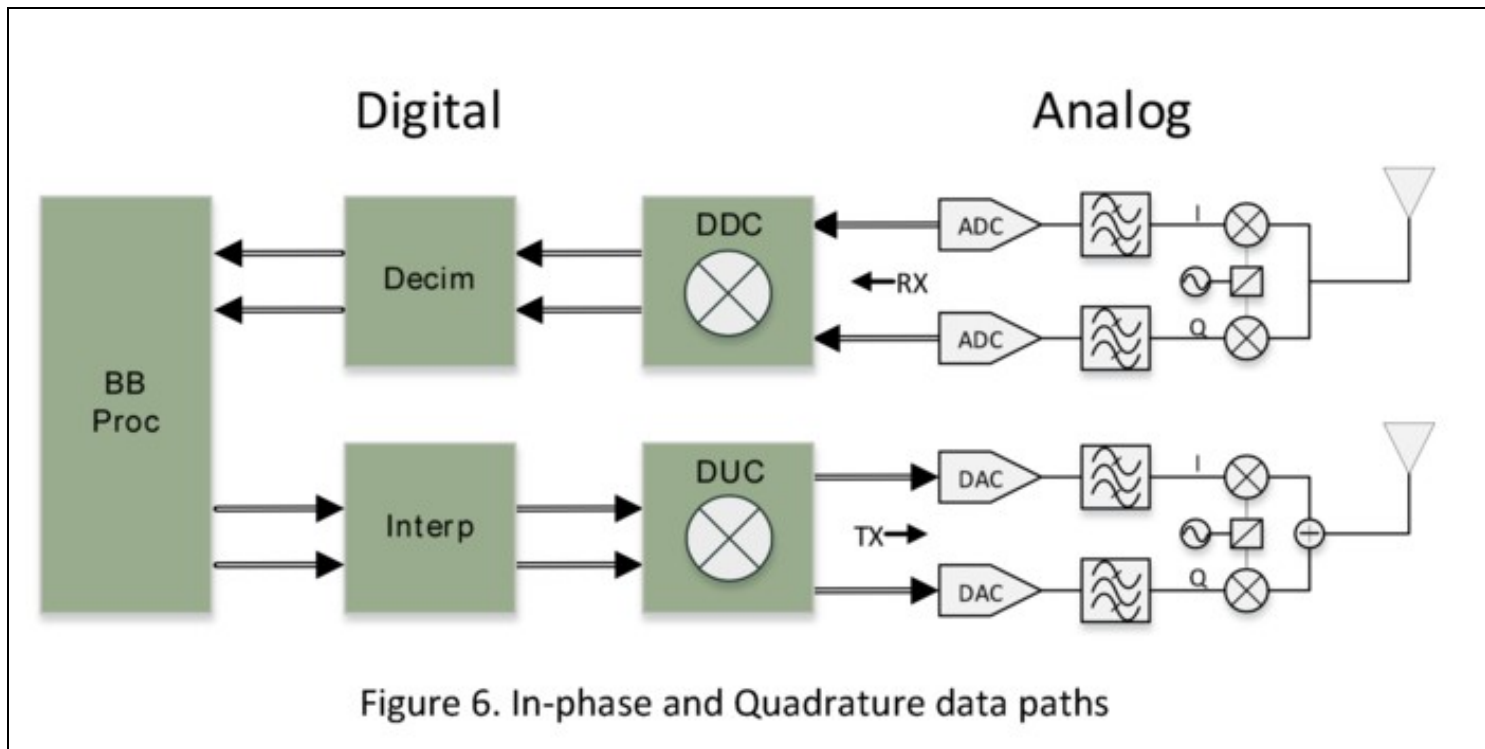 Digital
Analog
BB
Proc
Decim
DDC
RX
ADC
I
ADC
Q
Interp
DUC
TX
DAC
I
DAC
Q
Figure 6. In-phase and Quadrature data paths